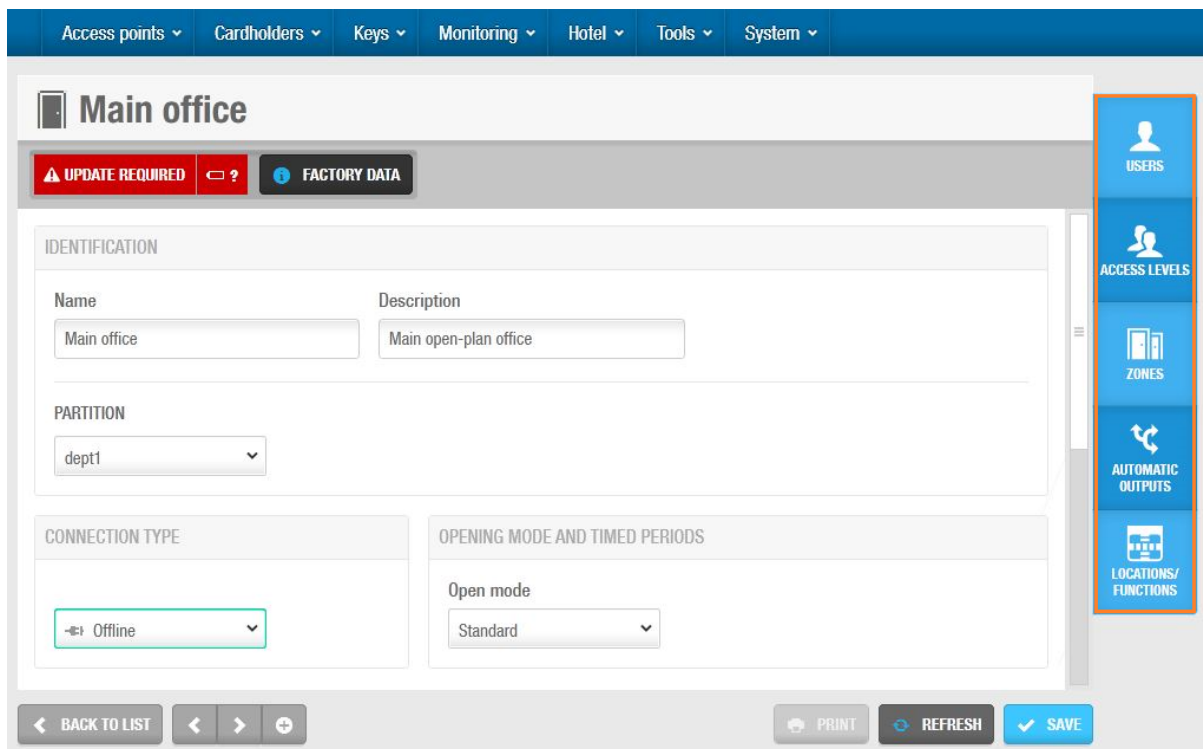 Access points Cardholders Keys Monitoring Hotel Tools System
Main office
UPDATE REQUIRED ? FACTORY DATA
IDENTIFICATION
Name Description
Main office Main open-plan office
PARTITION
dept1
CONNECTION TYPE OPENING MODE AND TIMED PERIODS
Open mode
Offline Standard
USERS
ACCESS LEVELS
ZONES
AUTOMATIC
OUTPUTS
LOCATIONS/
FUNCTIONS
BACK TO LIST PRINT REFRESH SAVE